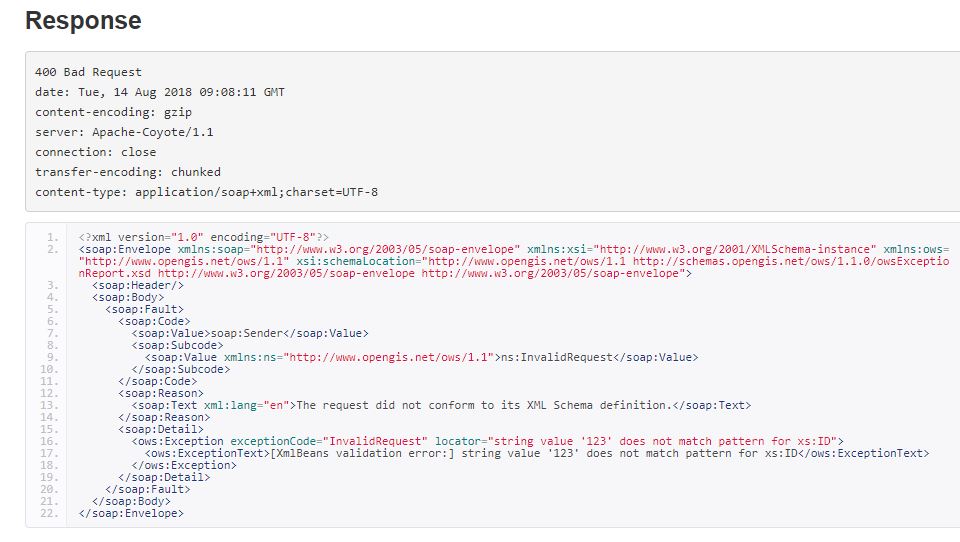 Response
400 Bad Request
date: Tue, 14 Aug 2018 09:08:11 GMT
content-encoding: gzip
server: Apache-Coyote/1.1
connection: close
transfer-encoding: chunked
content-type: application/soap+xml;charset=UTF-8
1. <?xml version="1.0" encoding="UTF-8"?>
2. <soap:Envelope xmlns:soap="http://www.w3.org/2003/05/soap-envelope" xmlns:xsi="http://www.w3.org/2001/XMLSchema-instance" xmlns:ows=
"http://www.opengis.net/ows/1.1" xsi:schemaLocation="http://www.opengis.net/ows/1.1 http://schemas.opengis.net/ows/1.1.0/owsExceptio
nReport.xsd http://www.w3.org/2003/05/soap-envelope http://www.w3.org/2003/05/soap-envelope">
3. <soap:Header/>
4. <soap:Body>
5. <soap:Fault>
6. <soap:Code>
7. <soap:Value>soap:Sender</soap:Value>
8. <soap:Subcode>
9. <soap:Value xmlns:ns="http://www.opengis.net/ows/1.1">ns:InvalidRequest</soap:Value>
10. </soap:Subcode>
11. </soap:Code>
12. <soap:Reason>
13. <soap:Text xml:lang="en">The request did not conform to its XML Schema definition.</soap:Text>
14. </soap:Reason>
15. <soap:Detail>
16. <ows:Exception exceptionCode="InvalidRequest" locator="string value '123' does not match pattern for xs:ID">
17. <ows:ExceptionText>[XmlBeans validation error:] string value '123' does not match pattern for xs:ID</ows:ExceptionText>
18. </ows:Exception>
19. </soap:Detail>
20. </soap:Fault>
21. </soap:Body>
22. </soap:Envelope>